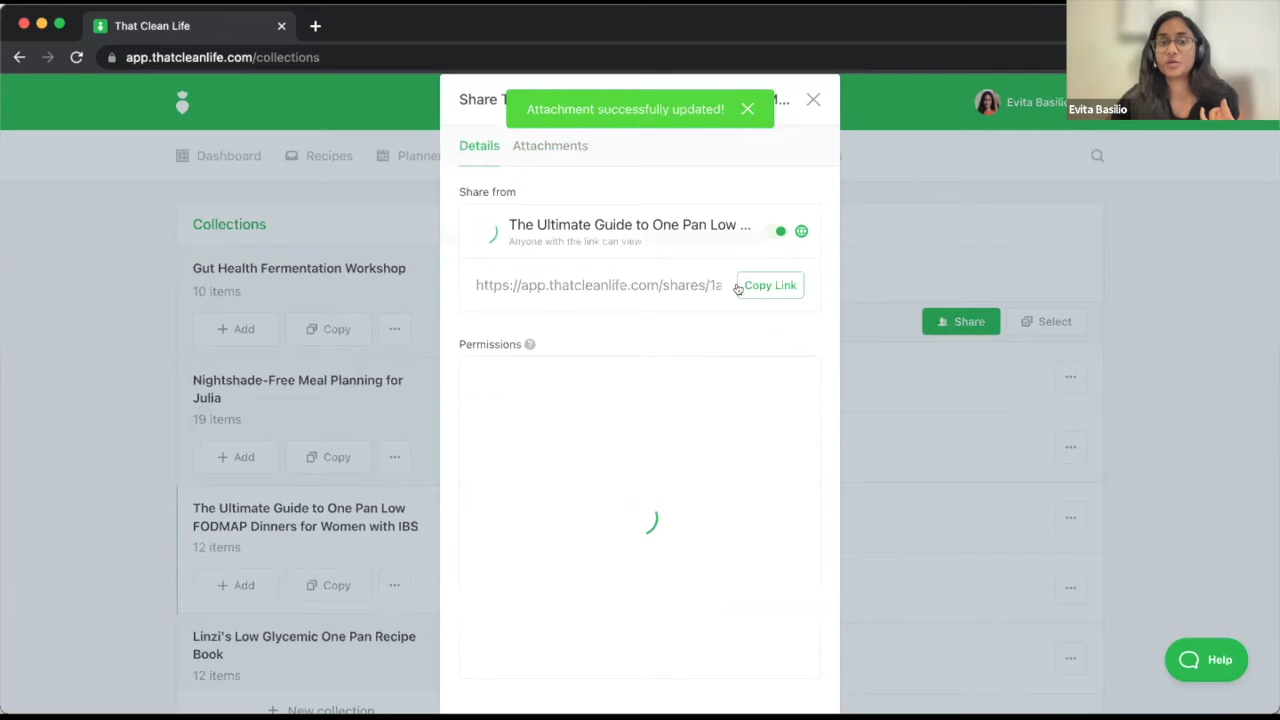 That Clean Life
app.thatcleanlife.com/collections
Evita Basilio
Evita Basilio
Share
Attachment successfully updated!
Dashboard
Recipes
Planner
Details
Attachments
Collections
Share from
The Ultimate Guide to One Pan Low ...
Anyone with the link can view
https://app.thatcleanlife.com/shares/1a
Copy Link
Permissions
Gut Health Fermentation Workshop
10 items
+ Add
Copy
...
Share
Select
Nightshade-Free Meal Planning for
Julia
19 items
+ Add
Copy
...
The Ultimate Guide to One Pan Low
FODMAP Dinners for Women with IBS
12 items
+ Add
Copy
...
Linzi's Low Glycemic One Pan Recipe
Book
12 items
+ New collection
Help